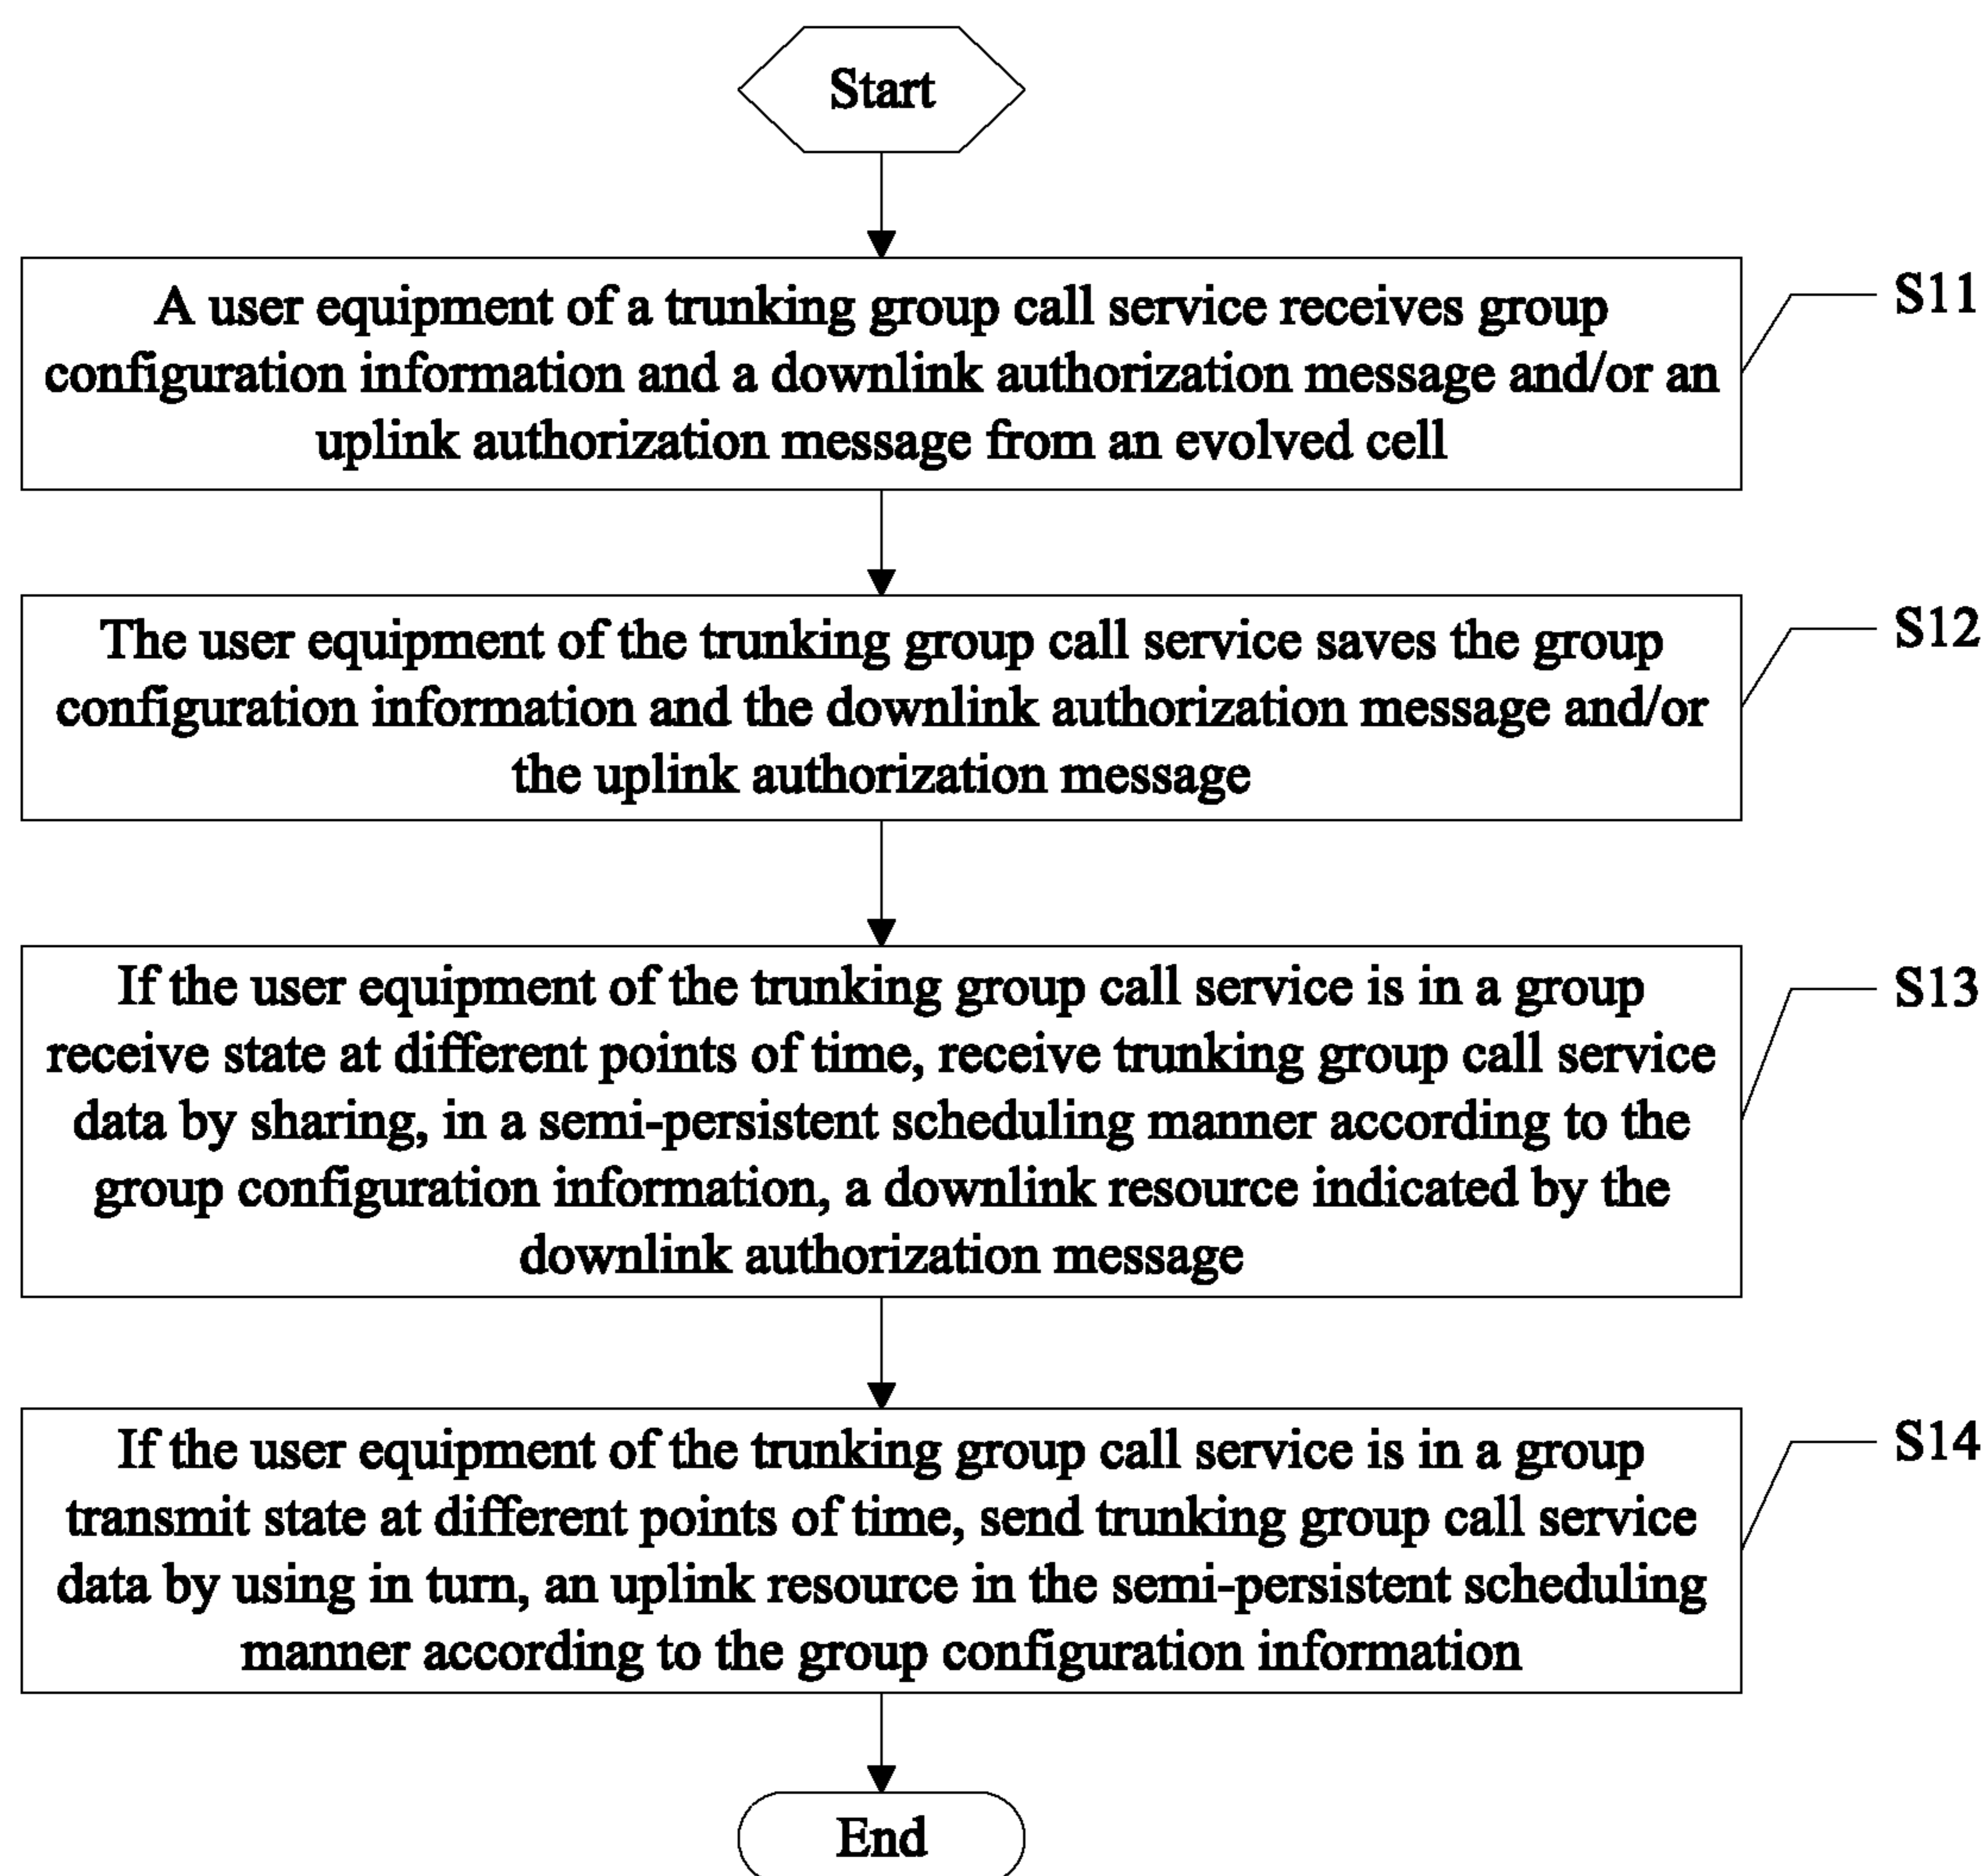 Start
A user equipment of a trunking group call service receives group
configuration information and a downlink authorization message and/or an
uplink authorization message from an evolved cell
S11
The user equipment of the trunking group call service saves the group
configuration information and the downlink authorization message and/or
the uplink authorization message
S12
If the user equipment of the trunking group call service is in a group
receive state at different points of time, receive trunking group call service
data by sharing, in a semi-persistent scheduling manner according to the
group configuration information, a downlink resource indicated by the
downlink authorization message
S13
If the user equipment of the trunking group call service is in a group
transmit state at different points of time, send trunking group call service
data by using in turn, an uplink resource in the semi-persistent scheduling
manner according to the group configuration information
S14
End